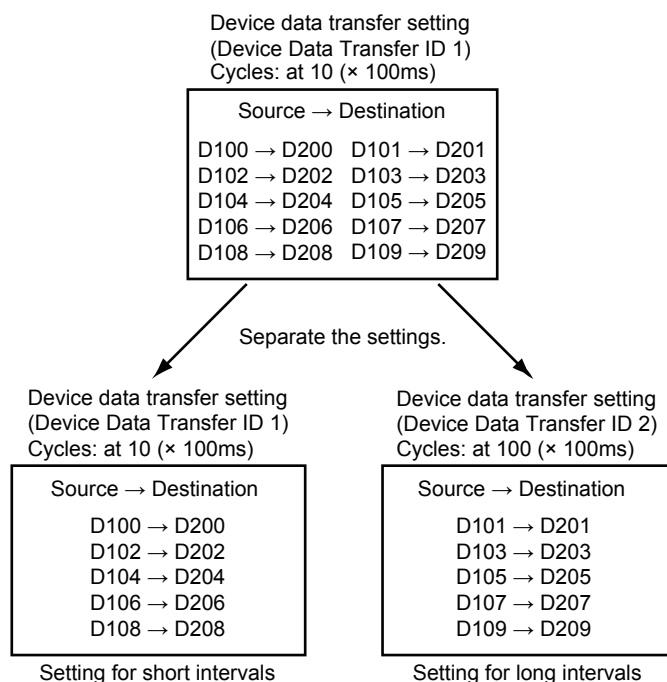 Device data transfer setting
(Device Data Transfer ID 1)
Cycles: at 10 (× 100ms)
Source → Destination
D100 → D200 D101 → D201
D102 → D202 D103 → D203
D104 → D204 D105 → D205
D106 → D206 D107 → D207
D108 → D208 D109 → D209
Separate the settings.
Device data transfer setting
(Device Data Transfer ID 1)
Cycles: at 10 (× 100ms)
Source → Destination
D100 → D200
D102 → D202
D104 → D204
D106 → D206
D108 → D208
Setting for short intervals
Device data transfer setting
(Device Data Transfer ID 2)
Cycles: at 100 (× 100ms)
Source → Destination
D101 → D201
D103 → D203
D105 → D205
D107 → D207
D109 → D209
Setting for long intervals